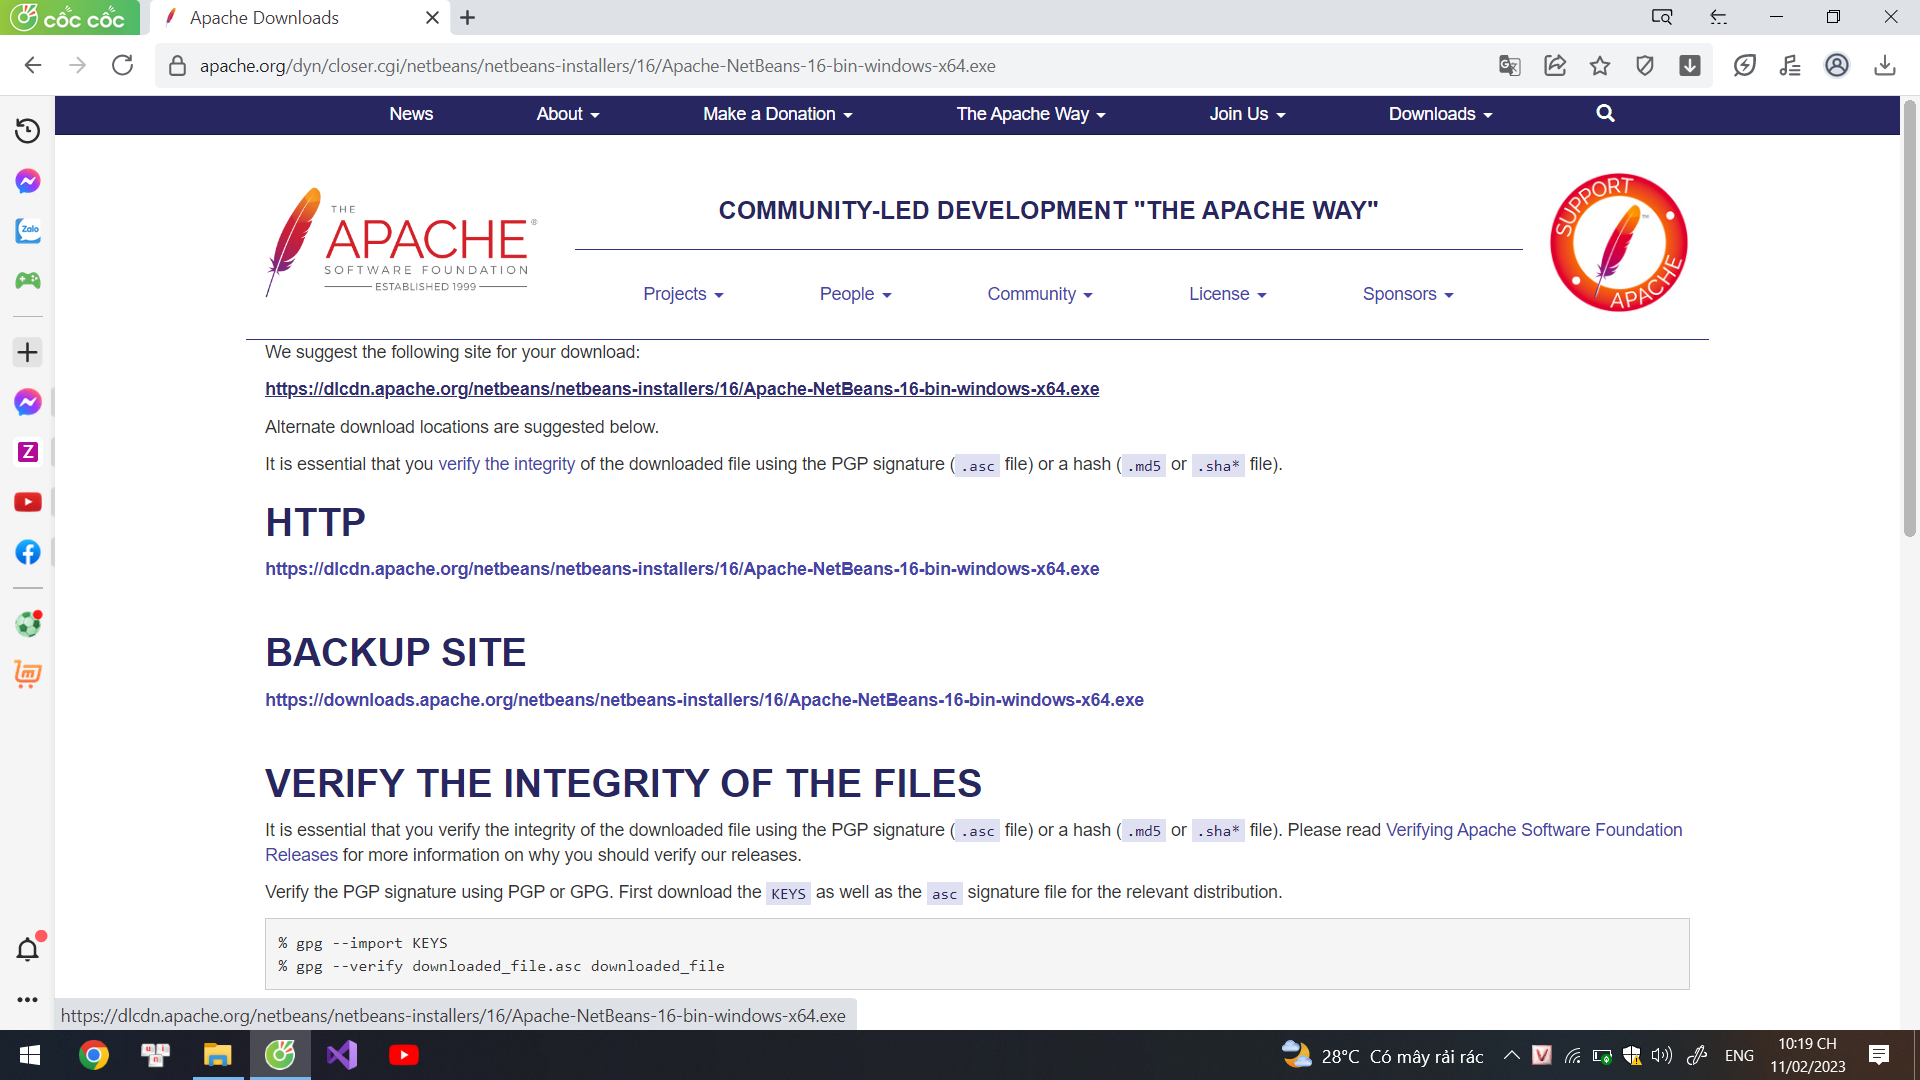 cốc cốc
Apache Downloads
apache.org/dyn/closer.cgi/netbeans/netbeans-installers/16/Apache-NetBeans-16-bin-windows-x64.exe
News About Make a Donation The Apache Way Join Us Downloads
THE
APACHE®
SOFTWARE FOUNDATION
ESTABLISHED 1999
COMMUNITY-LED DEVELOPMENT "THE APACHE WAY"
SUPPORT
APACHE
Projects People Community License Sponsors
Zalo
We suggest the following site for your download:
https://dlcdn.apache.org/netbeans/netbeans-installers/16/Apache-NetBeans-16-bin-windows-x64.exe
Alternate download locations are suggested below.
It is essential that you verify the integrity of the downloaded file using the PGP signature ( .asc file) or a hash ( .md5 or .sha* file).
HTTP
https://dlcdn.apache.org/netbeans/netbeans-installers/16/Apache-NetBeans-16-bin-windows-x64.exe
BACKUP SITE
https://downloads.apache.org/netbeans/netbeans-installers/16/Apache-NetBeans-16-bin-windows-x64.exe
VERIFY THE INTEGRITY OF THE FILES
It is essential that you verify the integrity of the downloaded file using the PGP signature ( .asc file) or a hash ( .md5 or .sha* file). Please read Verifying Apache Software Foundation
Releases for more information on why you should verify our releases.
Verify the PGP signature using PGP or GPG. First download the KEYS as well as the asc signature file for the relevant distribution.
% gpg --import KEYS
% gpg --verify downloaded_file.asc downloaded_file
https://dlcdn.apache.org/netbeans/netbeans-installers/16/Apache-NetBeans-16-bin-windows-x64.exe
28°C Có mây rải rác
ENG
10:19 CH
11/02/2023